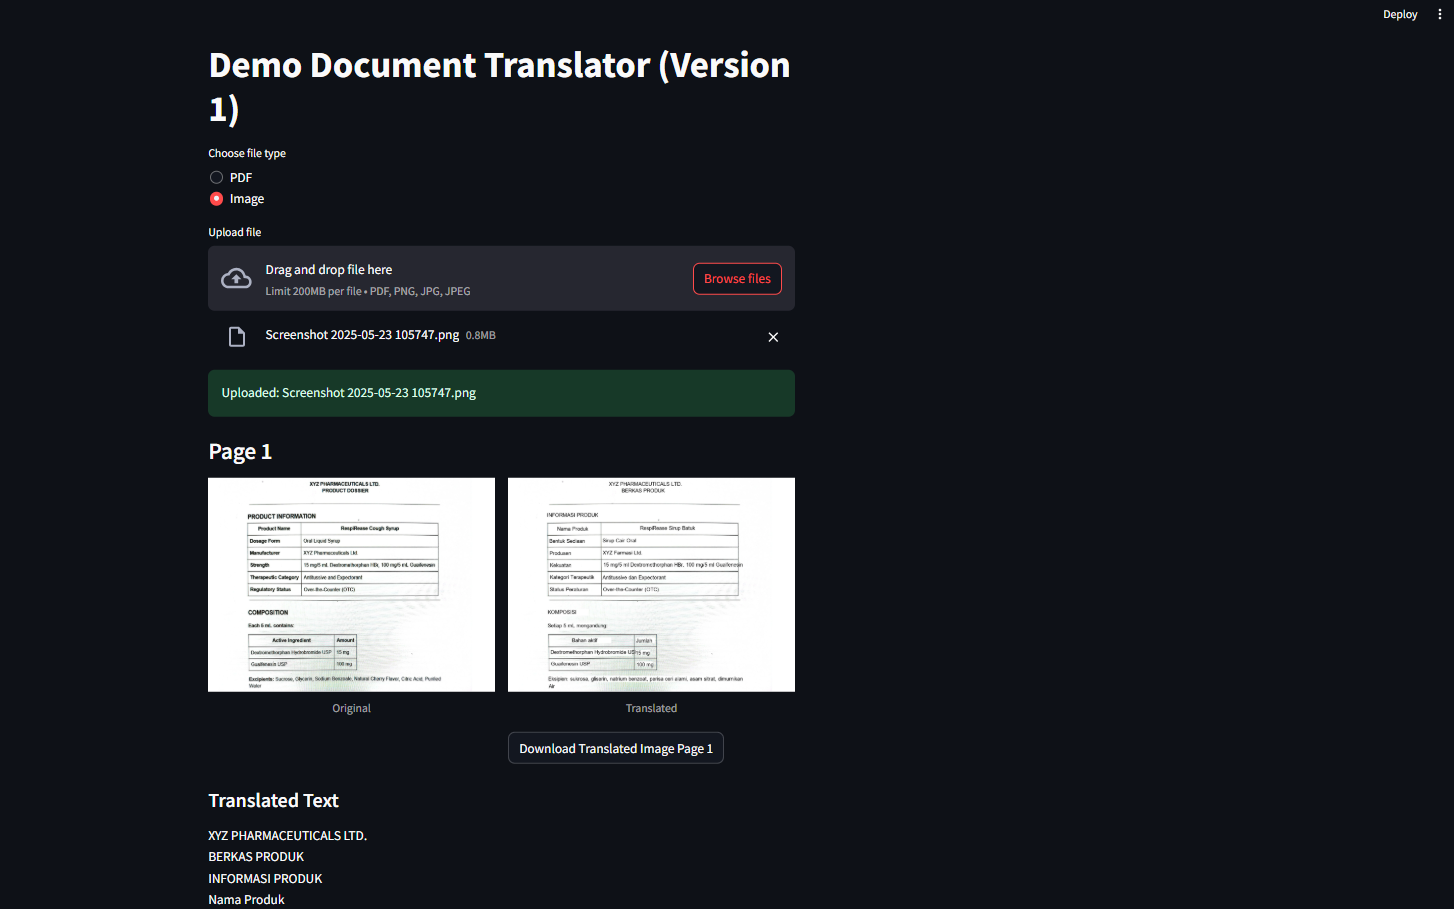 Deploy
Demo Document Translator (Version
1)
Choose file type
PDF
Image
Upload file
Drag and drop file here
Limit 200MB per file • PDF, PNG, JPG, JPEG
Browse files
Screenshot 2025-05-23 105747.png 0.8MB
Uploaded: Screenshot 2025-05-23 105747.png
Page 1
XYZ PHARMACEUTICALS LTD.
PRODUCT DOSSIER
PRODUCT INFORMATION
Product Name RespiRease Cough Syrup
Dosage Form Oral Liquid Syrup
Manufacturer XYZ Pharmaceuticals Ltd.
Strength 15 mg/5 ml Dextromethorphan HBr, 100 mg/5 mL Guaifenesin
Therapeutic Category Antitussive and Expectorant
Regulatory Status Over-the-Counter (OTC)
COMPOSITION
Each 5 mL contains:
Active Ingredient Amount
Dextromethorphan Hydrobromide USP 15 mg
Guaifenesin USP 100 mg
Excipients: Sucrose, Glycerin, Sodium Benzoate, Natural Cherry Flavor, Citric Acid, Purified
Water
Original
XYZ PHARMACEUTICALS LTD.
BERKAS PRODUK
INFORMASI PRODUK
Nama Produk RespiRease Sirup Batuk
Bentuk Sediaan Sirup Cair Oral
Produsen XYZ Farmasi Ltd.
Kekuatan 15 mg/5 ml Dextromethorphan HBr, 100 mg/5 ml Guaifenesin
Kategori Terapeutik Antitussive dan Expectorant
Status Peraturan Over-the-Counter (OTC)
KOMPOSISI
Setiap 5 mL mengandung:
Bahan aktif Jumlah
Dextromethorphan Hydrobromide US 15 mg
Guaifenesin USP 100 mg
Eksipien: sukrosa, gliserin, natrium benzoat, perisa ceri alami, asam sitrat, dimurnikan
Air
Translated
Download Translated Image Page 1
Translated Text
XYZ PHARMACEUTICALS LTD.
BERKAS PRODUK
INFORMASI PRODUK
Nama Produk